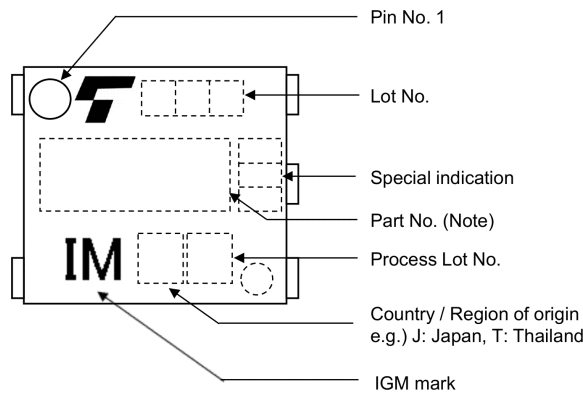 Pin No. 1
Lot No.
Special indication
Part No. (Note)
IM
Process Lot No.
Country / Region of origin
e.g.) J: Japan, T: Thailand
IGM mark